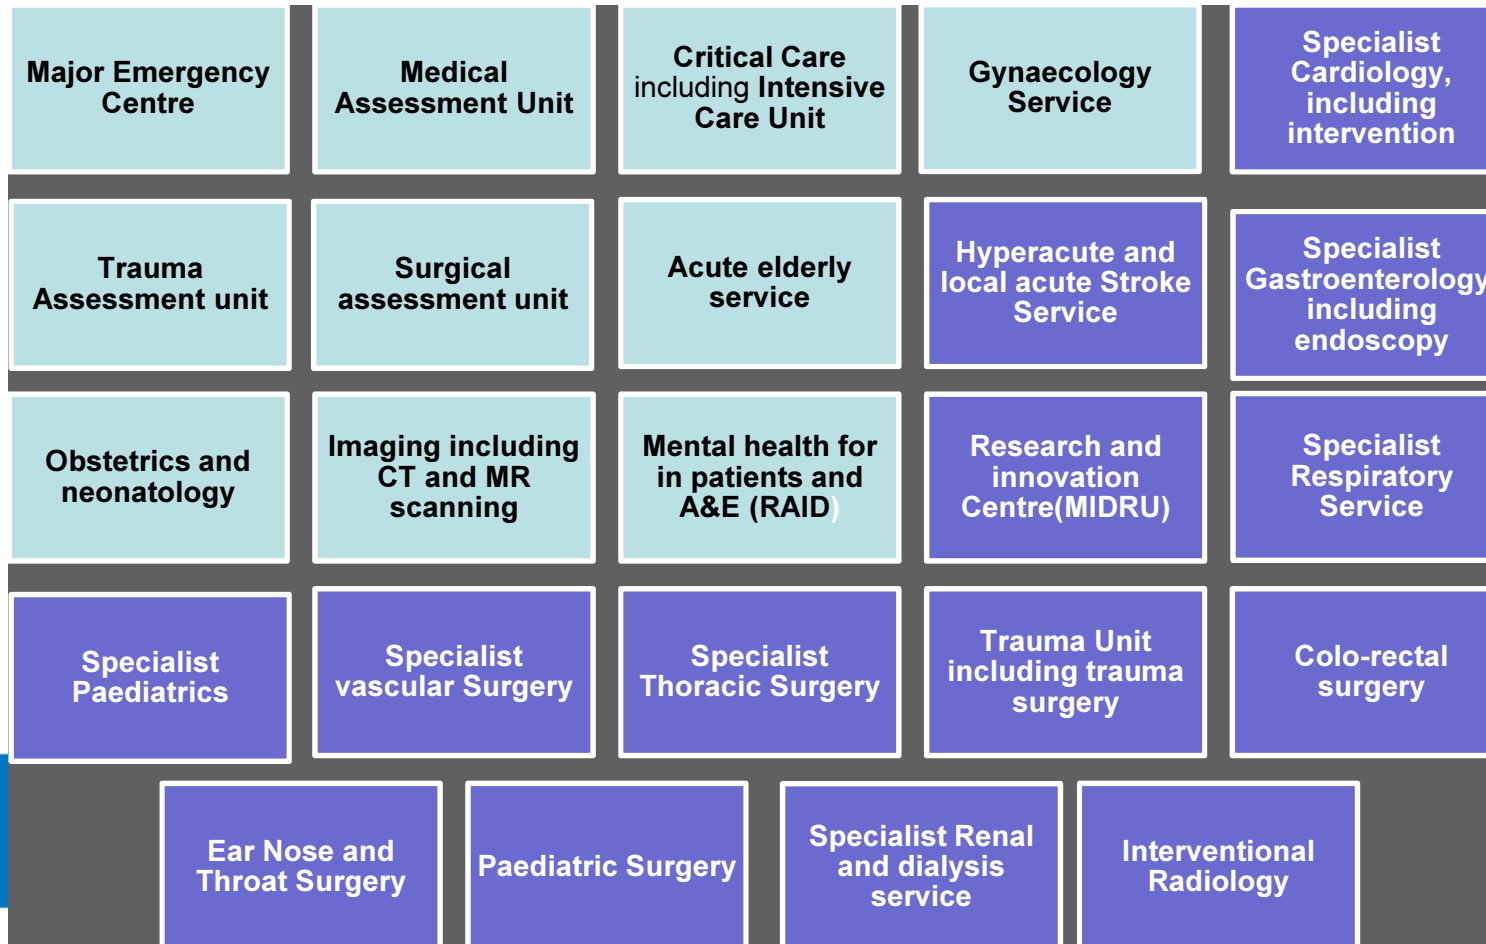 Major Emergency
Centre
Medical
Assessment Unit
Critical Care
including Intensive
Care Unit
Gynaecology
Service
Specialist
Cardiology,
including
intervention
Trauma
Assessment unit
Surgical
assessment unit
Acute elderly
service
Hyperacute and
local acute Stroke
Service
Specialist
Gastroenterology
including
endoscopy
Obstetrics and
neonatology
Imaging including
CT and MR
scanning
Mental health for
in patients and
A&E (RAID)
Research and
innovation
Centre(MIDRU)
Specialist
Respiratory
Service
Specialist
Paediatrics
Specialist
vascular Surgery
Specialist
Thoracic Surgery
Trauma Unit
including trauma
surgery
Colo-rectal
surgery
Ear Nose and
Throat Surgery
Paediatric Surgery
Specialist Renal
and dialysis
service
Interventional
Radiology